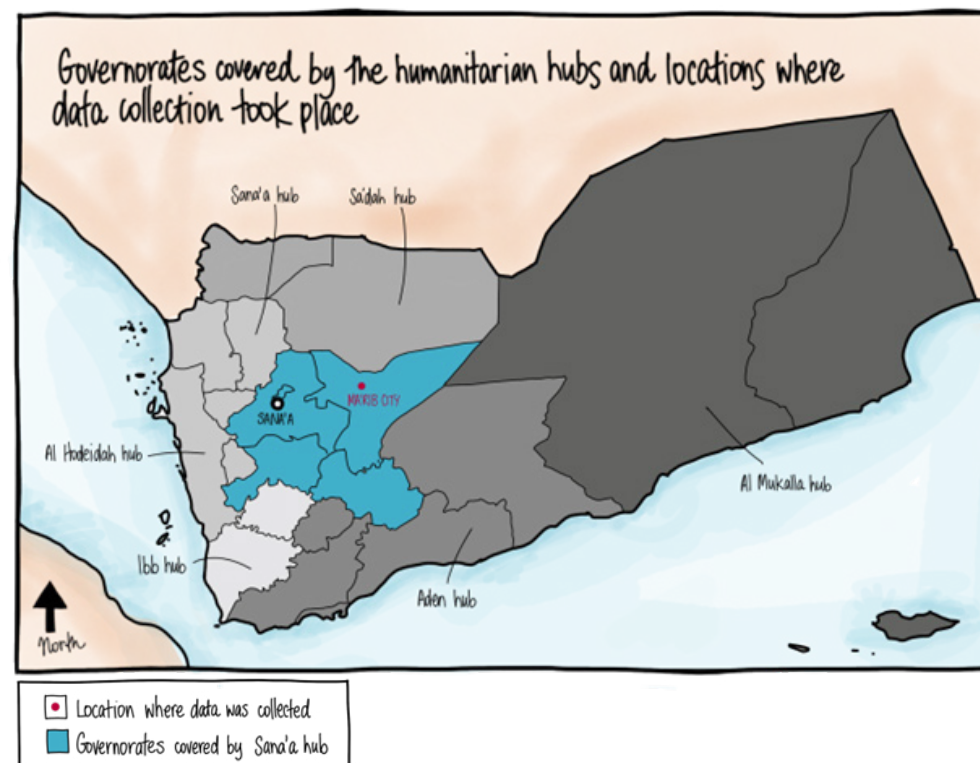 Governorates covered by the humanitarian hubs and locations where
data collection took place
Sana'a hub
Sa'dah hub
MA'RIB CITY
SANA'A
Al Hodeidah hub
Al Mukalla hub
Ibb hub
Aden hub
North
Location where data was collected
Governorates covered by Sana'a hub